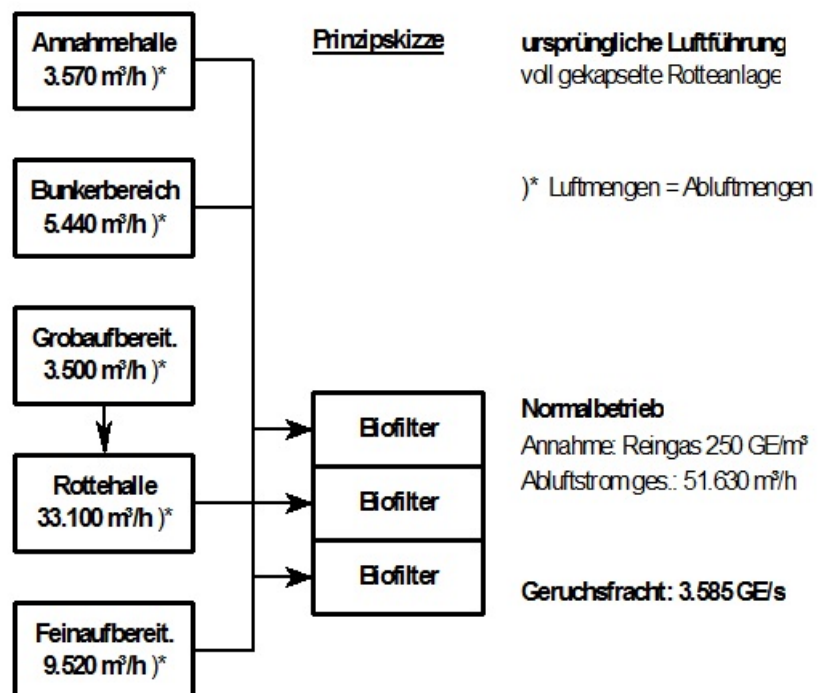 Annahmehalle
3.570 m³/h )*
Bunkerbereich
5.440 m³/h )*
Grobaufbereit.
3.500 m³/h )*
Rottehalle
33.100 m³/h )*
Feinaufbereit.
9.520 m³/h )*
Prinzipskizze
Biofilter
Biofilter
Biofilter
ursprüngliche Luftführung
voll gekapselte Rotteanlage
)* Luftmengen = Abluftmengen
Normalbetrieb
Annahme: Reingas 250 GE/m³
Abluftstrom ges.: 51.630 m³/h
Geruchsfracht: 3.585 GE/s